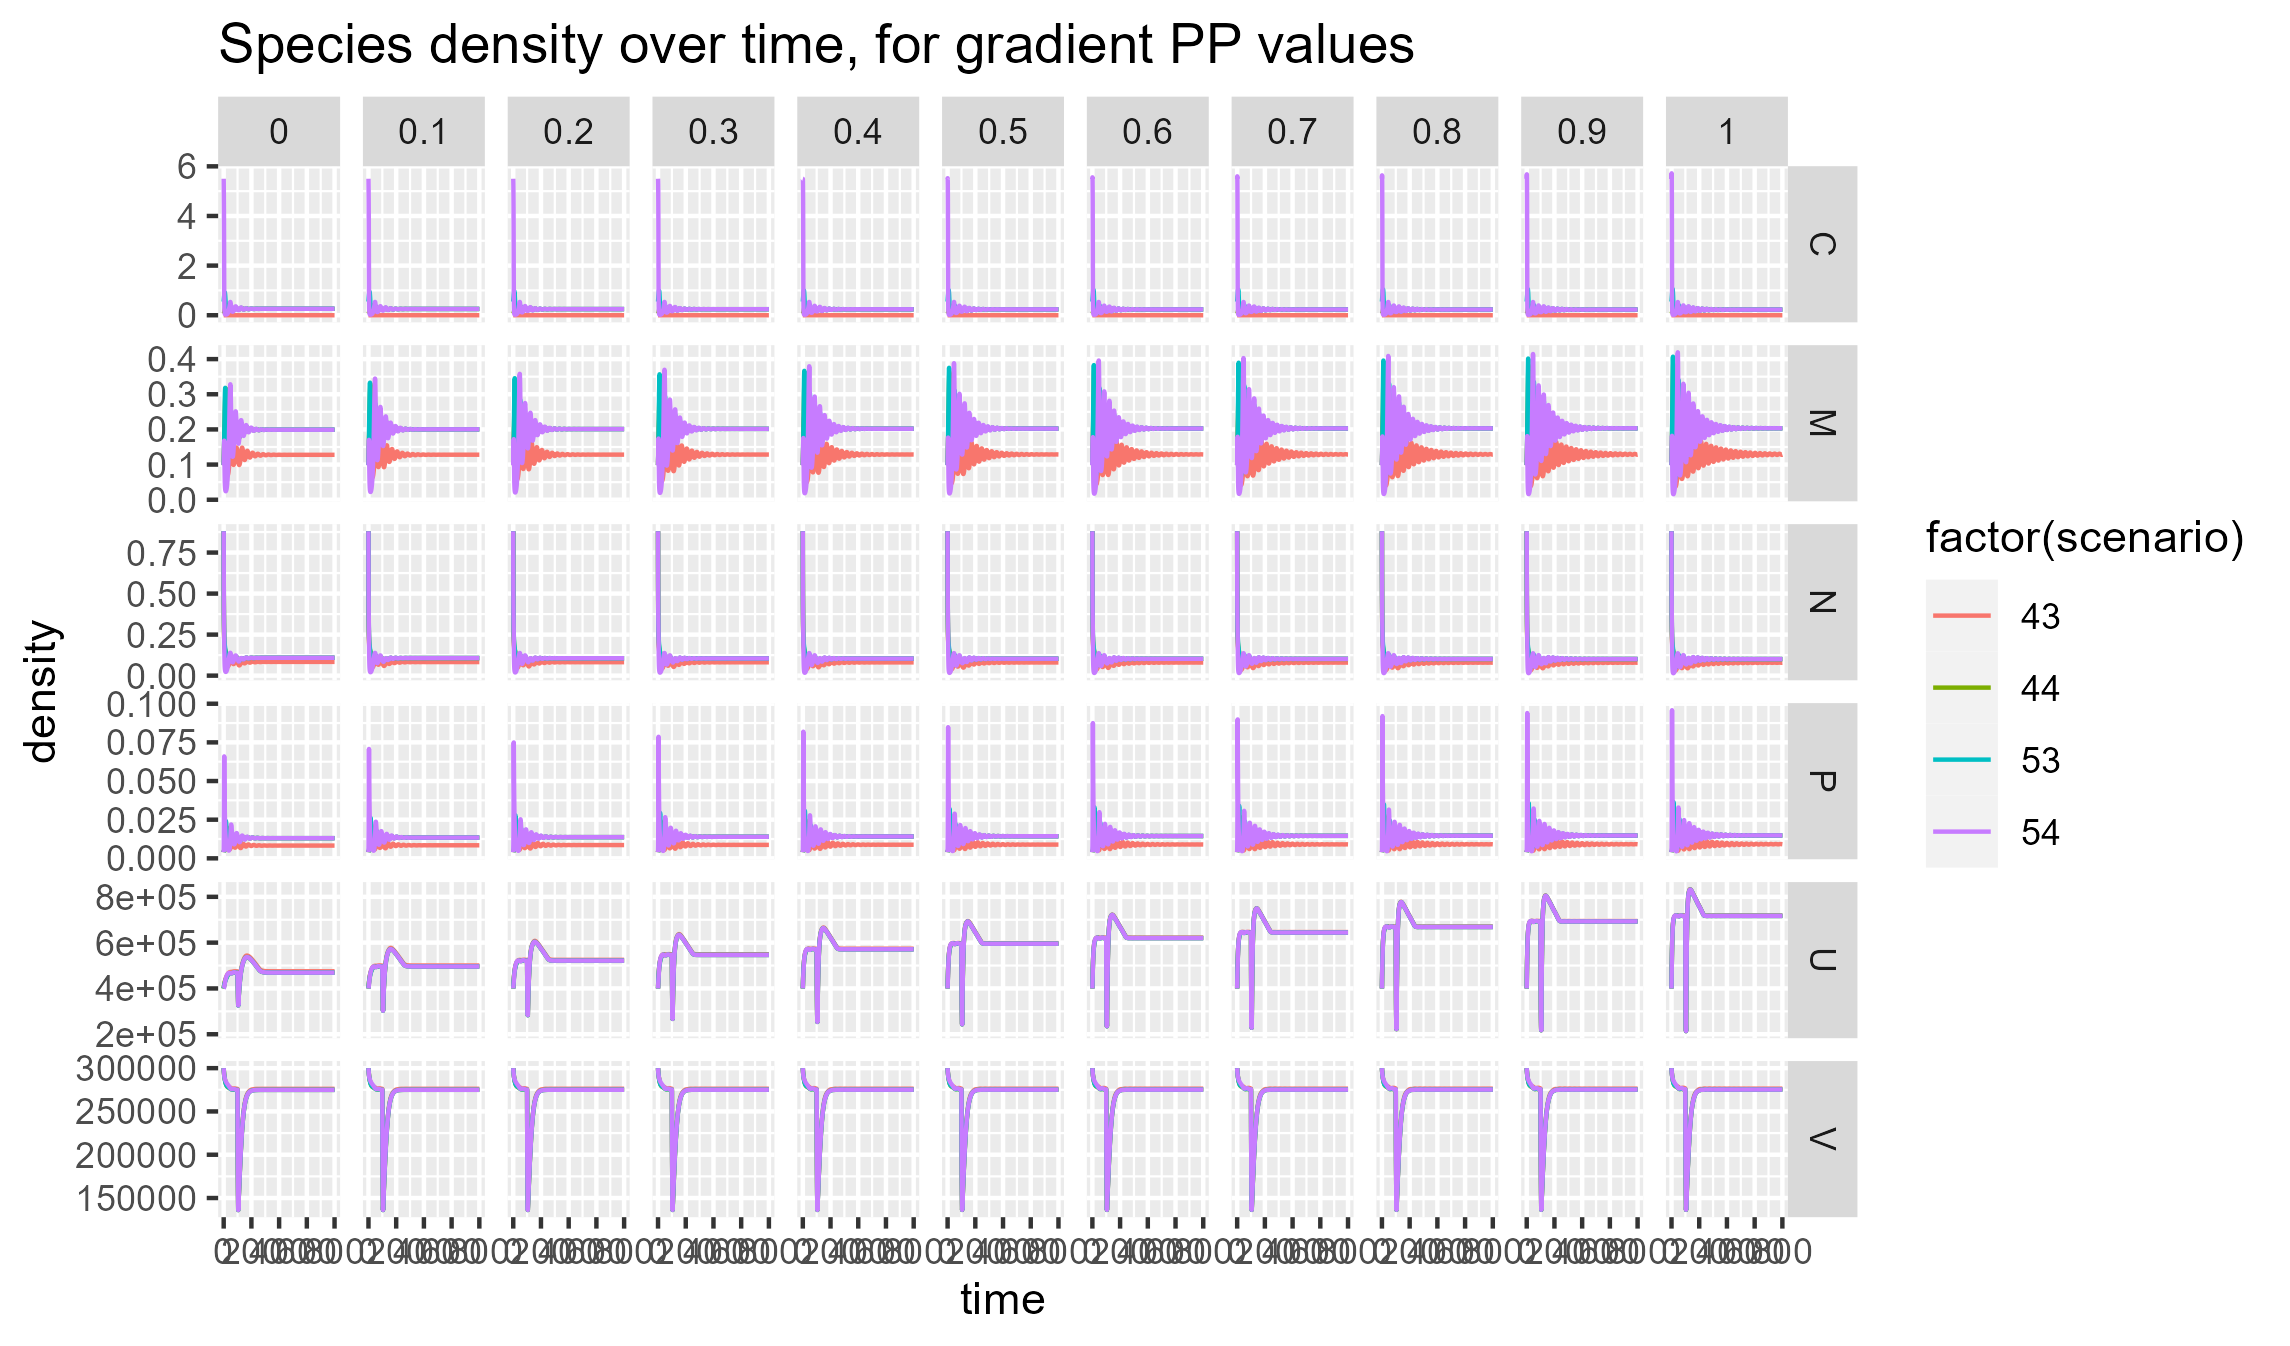 Species density over time, for gradient PP values
0 0.1 0.2 0.3 0.4 0.5 0.6 0.7 0.8 0.9 1
6
4
2
0
C
0.4
0.3
0.2
0.1
0.0
M
0.75
0.50
0.25
0.00
N
0.100
0.075
0.050
0.025
0.000
P
8e+05
6e+05
4e+05
2e+05
U
300000
250000
200000
150000
V
density
time
factor(scenario)
43
44
53
54